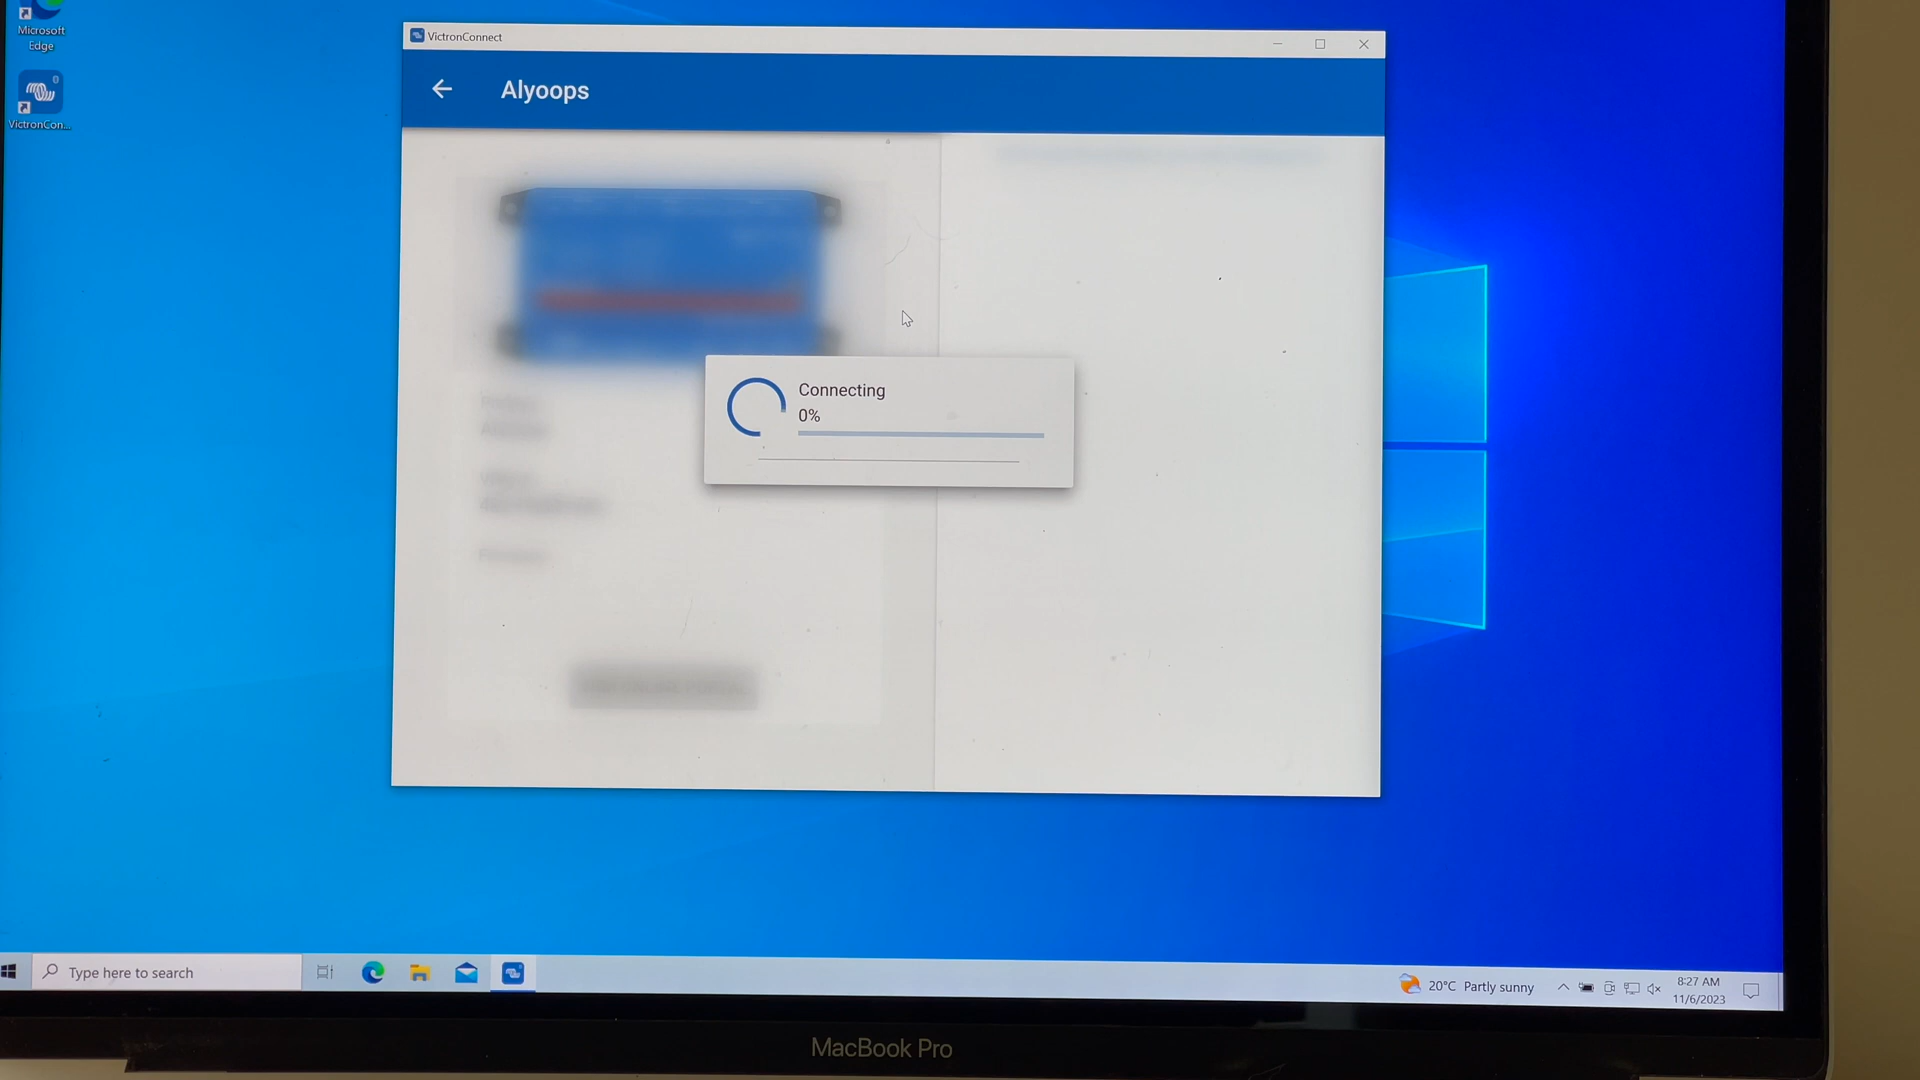 Microsoft
Edge
VictronCon...
VictronConnect
Alyoops
Connecting
0%
Type here to search
20°C Partly sunny
8:27 AM
11/6/2023
MacBook Pro